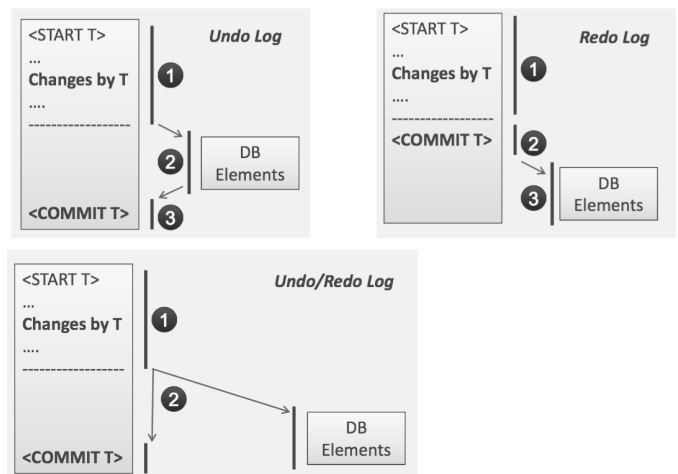 Undo Log
<START T>
...
Changes by T
....
--------------------
<COMMIT T>
1
2
3
DB
Elements
Redo Log
<START T>
...
Changes by T
....
--------------------
<COMMIT T>
1
2
3
DB
Elements
Undo/Redo Log
<START T>
...
Changes by T
....
--------------------
<COMMIT T>
1
2
DB
Elements